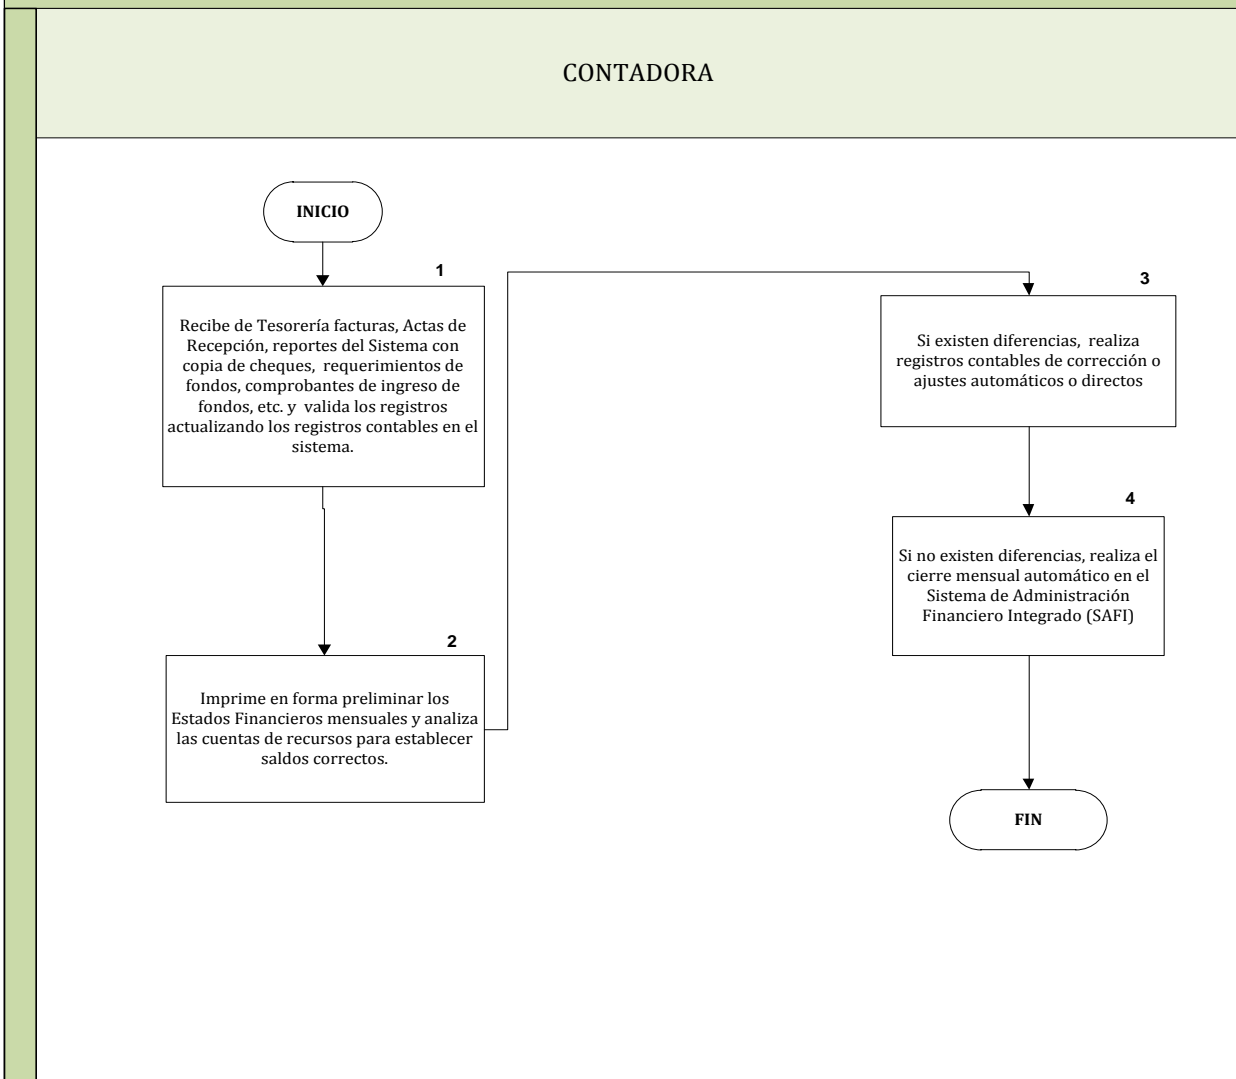 CONTADORA
INICIO
1
Recibe de Tesorería facturas, Actas de
Recepción, reportes del Sistema con
copia de cheques, requerimientos de
fondos, comprobantes de ingreso de
fondos, etc. y valida los registros
actualizando los registros contables en el
sistema.
2
Imprime en forma preliminar los
Estados Financieros mensuales y analiza
las cuentas de recursos para establecer
saldos correctos.
3
Si existen diferencias, realiza
registros contables de corrección o
ajustes automáticos o directos
4
Si no existen diferencias, realiza el
cierre mensual automático en el
Sistema de Administración
Financiero Integrado (SAFI)
FIN